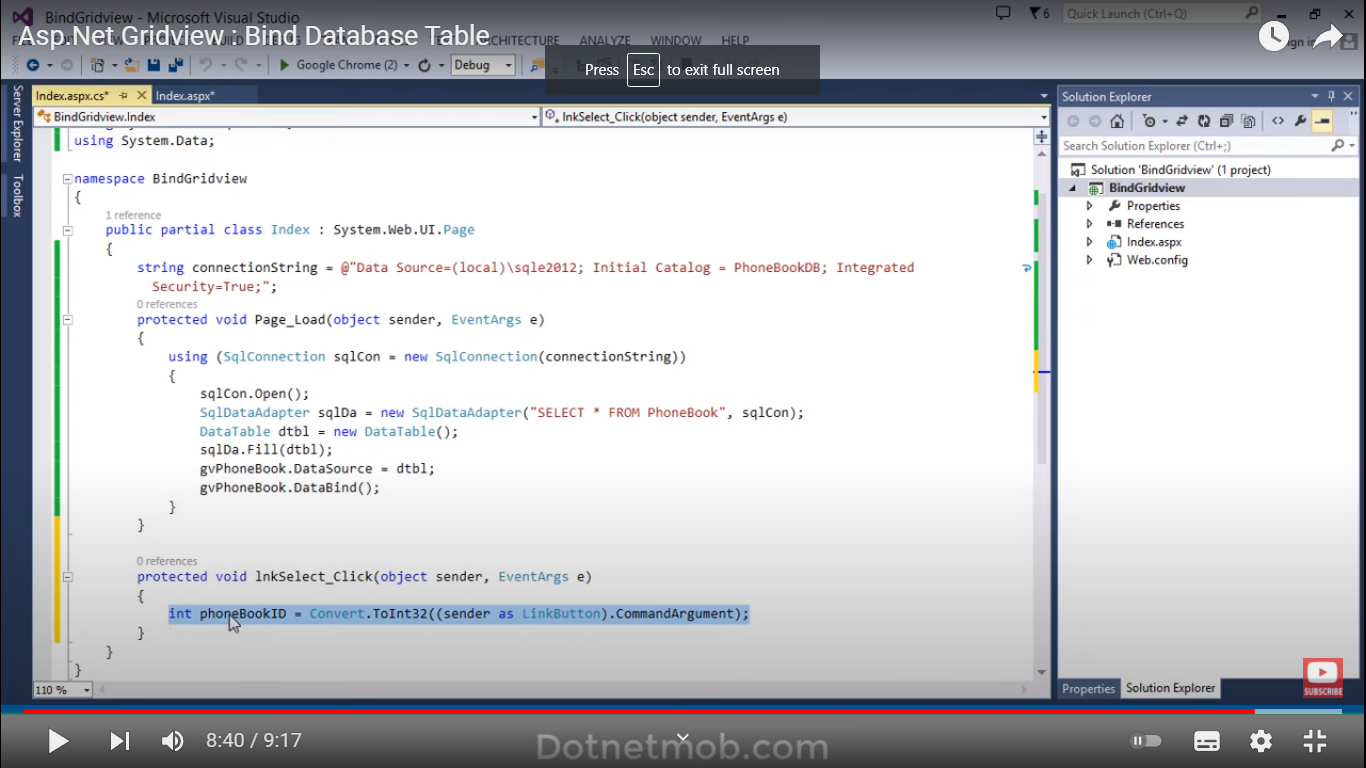 BindGridview - Microsoft Visual Studio
6
Quick Launch (Ctrl+Q)
Asp.Net Gridview : Bind Database Table
ARCHITECTURE ANALYZE WINDOW HELP
Google Chrome (2) Debug
Press Esc to exit full screen
Index.aspx.cs* Index.aspx*
BindGridview.Index lnkSelect_Click(object sender, EventArgs e)
Server Explorer
Toolbox
using System.Data;
namespace BindGridview
{
1 reference
public partial class Index : System.Web.UI.Page
{
string connectionString = @"Data Source=(local)\sqle2012; Initial Catalog = PhoneBookDB; Integrated
Security=True;";
0 references
protected void Page_Load(object sender, EventArgs e)
{
using (SqlConnection sqlCon = new SqlConnection(connectionString))
{
sqlCon.Open();
SqlDataAdapter sqlDa = new SqlDataAdapter("SELECT * FROM PhoneBook", sqlCon);
DataTable dtbl = new DataTable();
sqlDa.Fill(dtbl);
gvPhoneBook.DataSource = dtbl;
gvPhoneBook.DataBind();
}
}
0 references
protected void lnkSelect_Click(object sender, EventArgs e)
{
int phoneBookID = Convert.ToInt32((sender as LinkButton).CommandArgument);
}
}
}
110 %
Solution Explorer
Search Solution Explorer (Ctrl+;)
Solution 'BindGridview' (1 project)
BindGridview
Properties
References
Index.aspx
Web.config
Properties Solution Explorer
SUBSCRIBE
8:40 / 9:17
Dotnetmob.com